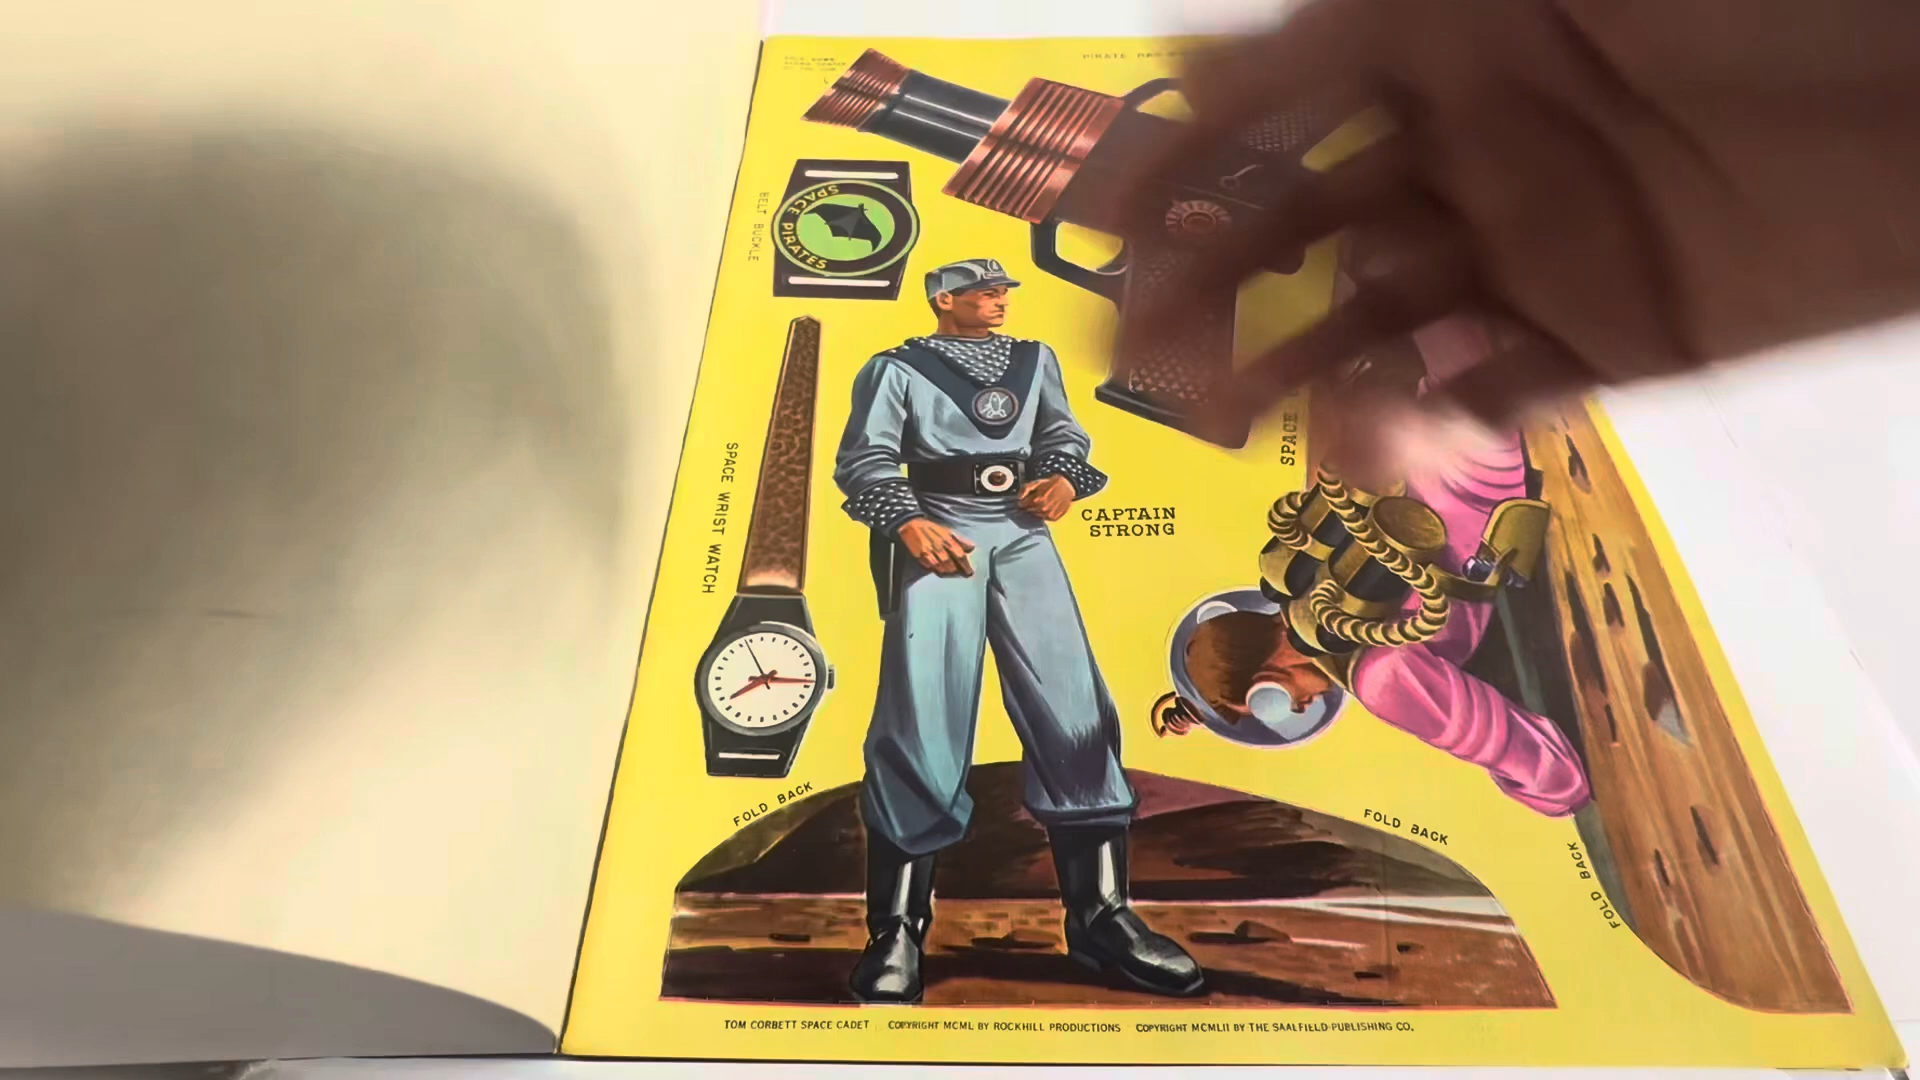 PIRATE
BELT BUCKLE
SPACE PIRATES
SPACE WRIST WATCH
CAPTAIN
STRONG
SPACE
FOLD BACK
FOLD BACK
FOLD BACK
TOM CORBETT SPACE CADET COPYRIGHT MCML BY ROCKHILL PRODUCTIONS COPYRIGHT MCMLII BY THE SAALFIELD PUBLISHING CO.